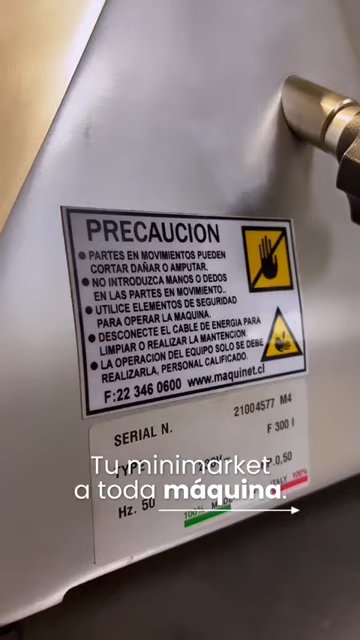 PRECAUCION
● PARTES EN MOVIMIENTOS PUEDEN
CORTAR DAÑAR O AMPUTAR.
● NO INTRODUZCA MANOS O DEDOS
EN LAS PARTES EN MOVIMIENTO..
● UTILICE ELEMENTOS DE SEGURIDAD
PARA OPERAR LA MAQUINA.
● DESCONECTE EL CABLE DE ENERGIA PARA
LIMPIAR O REALIZAR LA MANTENCION.
● LA OPERACION DEL EQUIPO SOLO SE DEBE
REALIZARLA, PERSONAL CALIFICADO.
F:22 346 0600 www.maquinet.cl
SERIAL N. 21004577 M4
F 300 I
Tu minimarket
a toda máquina.
Hz. 50
P.0,50
100%
ITALY 100%